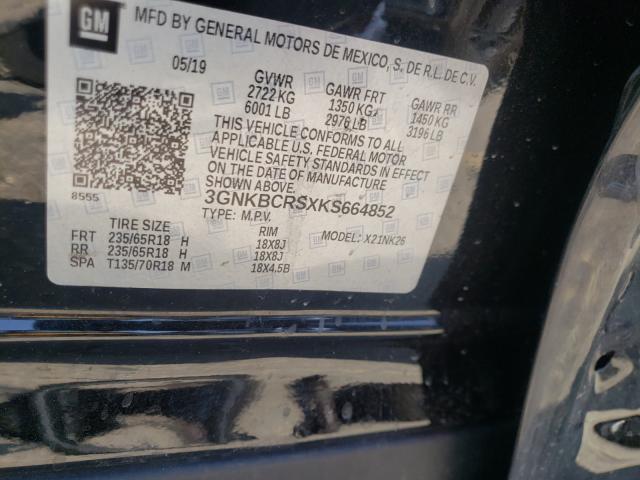 GM
MFD BY GENERAL MOTORS DE MEXICO, S. DE R.L. DE C.V.
05/19 GVWR GAWR FRT GAWR RR
2722 KG 1350 KG 1450 KG
6001 LB 2976 LB 3196 LB
THIS VEHICLE CONFORMS TO ALL
APPLICABLE U.S. FEDERAL MOTOR
VEHICLE SAFETY STANDARDS IN EFFECT
ON THE DATE OF MANUFACTURE
SHOWN ABOVE.
8555 3GNKBCRSXKS664852
TYPE: M.P.V.
TIRE SIZE RIM MODEL: X21NK26
FRT 235/65R18 H 18X8J
RR 235/65R18 H 18X8J
SPA T135/70R18 M 18X4.5B